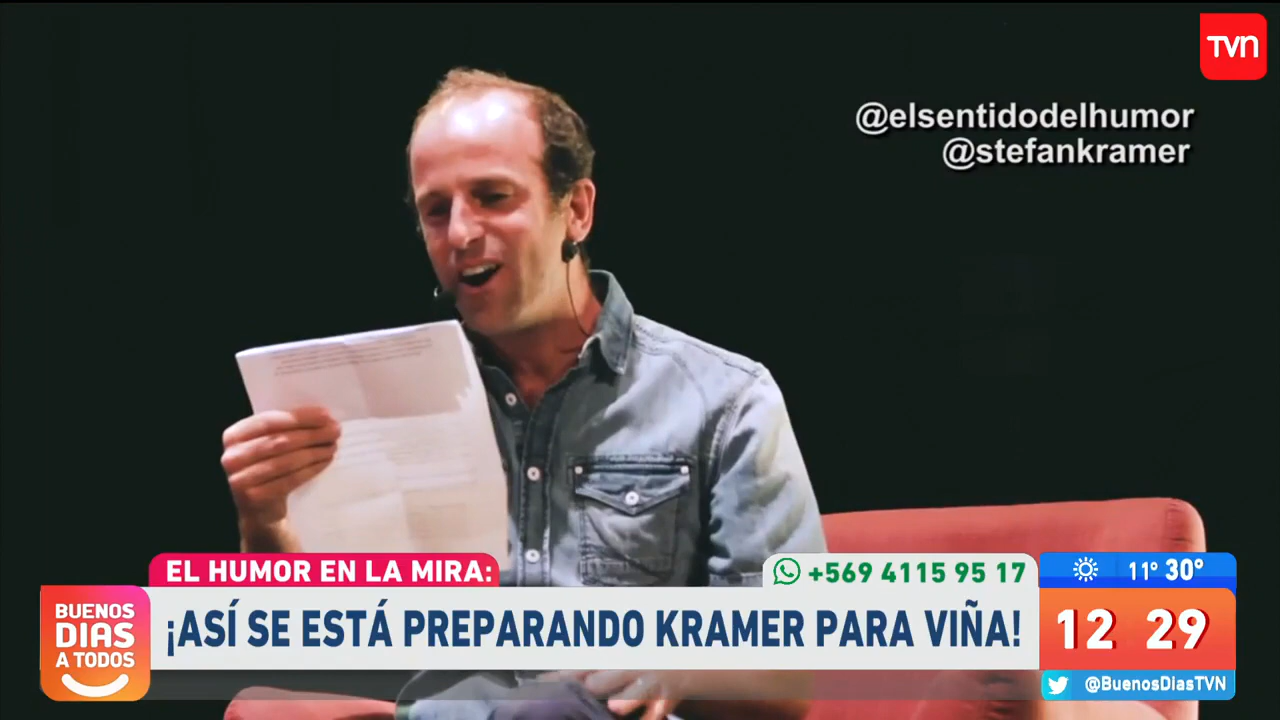 TVN
@elsentidodelhumor
@stefankramer
EL HUMOR EN LA MIRA:
+569 4115 95 17
11° 30°
BUENOS
DIAS
A TODOS
¡ASÍ SE ESTÁ PREPARANDO KRAMER PARA VIÑA!
12 29
@BuenosDiasTVN